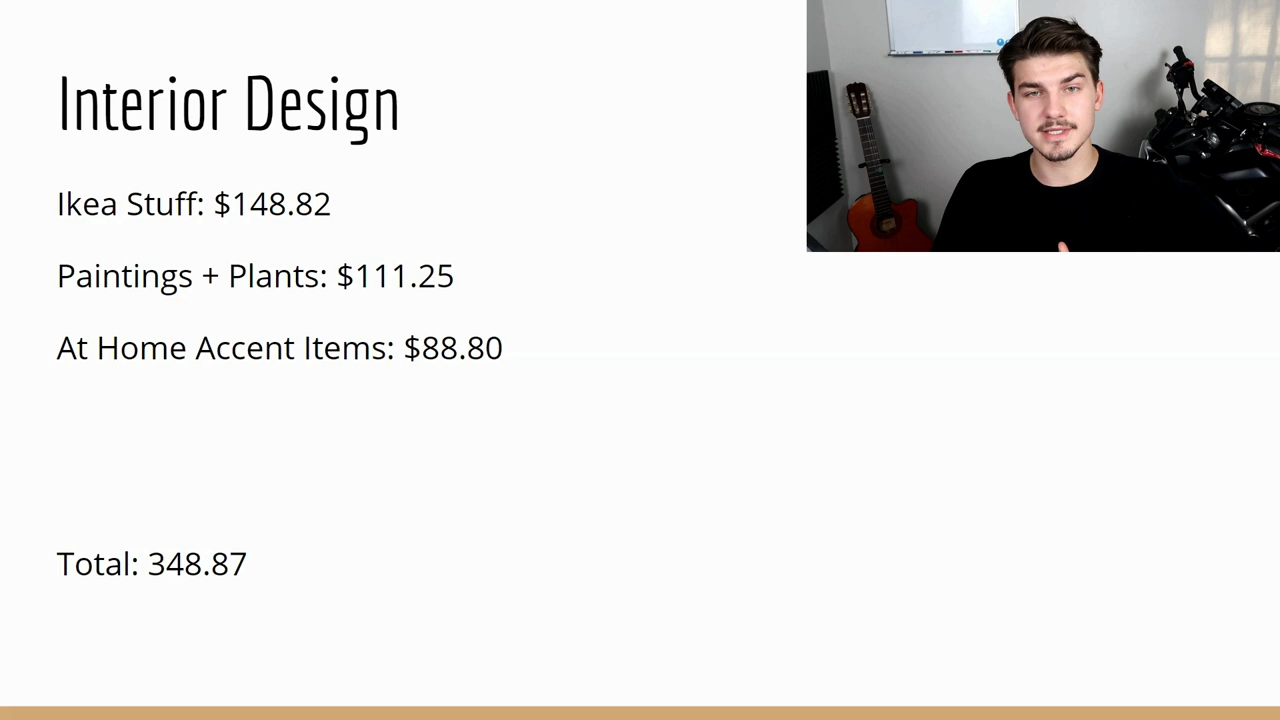 Interior Design
Ikea Stuff: $148.82
Paintings + Plants: $111.25
At Home Accent Items: $88.80
Total: 348.87